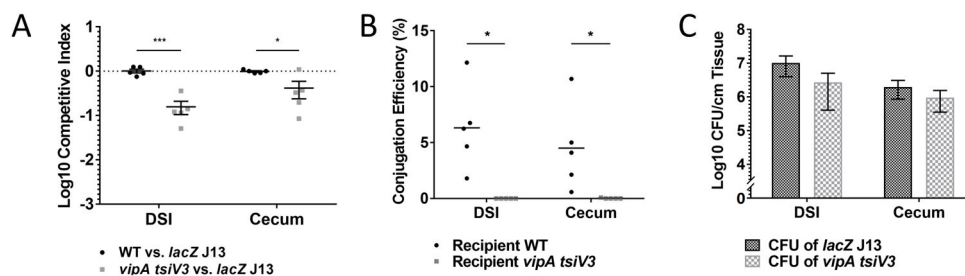 A
Log10 Competitive Index
1
0
-1
-2
-3
***
*
DSI
Cecum
WT vs. lacZ J13
vipA tsiV3 vs. lacZ J13
B
Conjugation Efficiency (%)
15
10
5
0
*
*
DSI
Cecum
Recipient WT
Recipient vipA tsiV3
C
Log10 CFU/cm Tissue
8
7
6
5
4
3
2
0
DSI
Cecum
CFU of lacZ J13
CFU of vipA tsiV3